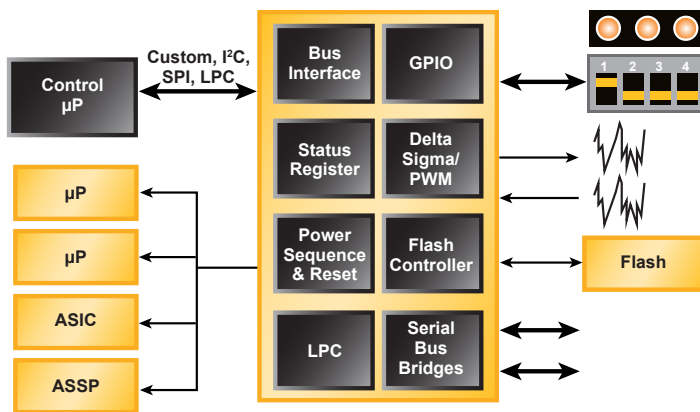 Custom, I²C,
SPI, LPC
Control
µP
µP
µP
ASIC
ASSP
Bus
Interface
GPIO
Status
Register
Delta
Sigma/
PWM
Power
Sequence
& Reset
Flash
Controller
LPC
Serial
Bus
Bridges
1 2 3 4
Flash